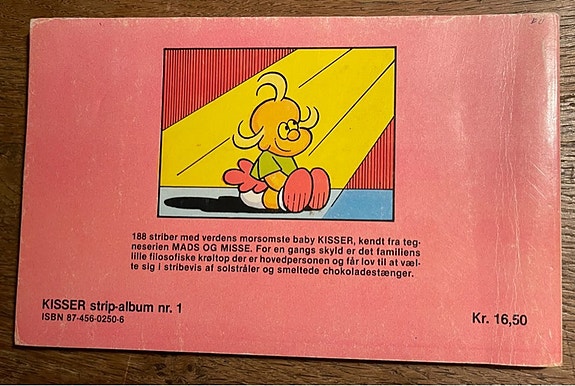 188 striber med verdens morsomste baby KISSER, kendt fra teg-
neserien MADS OG MISSE. For en gangs skyld er det familiens
lille filosofiske krøltop der er hovedpersonen og får lov til at væl-
te sig i stribevis af solstråler og smeltede chokoladestænger.
KISSER strip-album nr. 1
ISBN 87-456-0250-6
Kr. 16,50